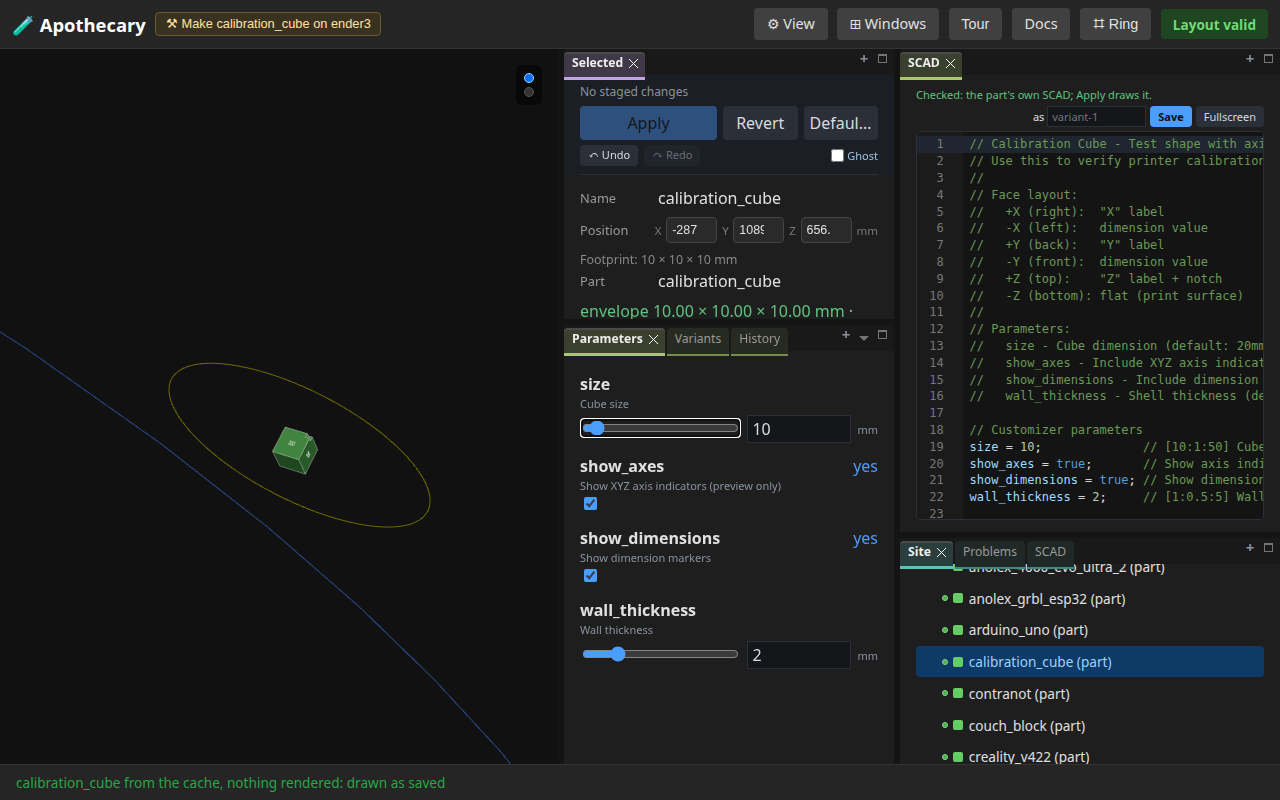 Apothecary
Make calibration_cube on ender3
View
Windows
Tour
Docs
Ring
Layout valid
Selected
No staged changes
Apply
Revert
Defaul...
Undo
Redo
Ghost
Name calibration_cube
Position X -287 Y 1089 Z 656. mm
Footprint: 10 × 10 × 10 mm
Part calibration_cube
envelope 10.00 × 10.00 × 10.00 mm ·
Parameters
Variants
History
size
Cube size
10 mm
show_axes yes
Show XYZ axis indicators (preview only)
show_dimensions yes
Show dimension markers
wall_thickness
Wall thickness
2 mm
SCAD
Checked: the part's own SCAD; Apply draws it.
as variant-1 Save Fullscreen
1 // Calibration Cube - Test shape with axi
2 // Use this to verify printer calibration
3 //
4 // Face layout:
5 //   +X (right):  "X" label
6 //   -X (left):   dimension value
7 //   +Y (back):   "Y" label
8 //   -Y (front):  dimension value
9 //   +Z (top):    "Z" label + notch
10 //   -Z (bottom): flat (print surface)
11 //
12 // Parameters:
13 //   size - Cube dimension (default: 20mm
14 //   show_axes - Include XYZ axis indicat
15 //   show_dimensions - Include dimension
16 //   wall_thickness - Shell thickness (de
17
18 // Customizer parameters
19 size = 10;              // [10:1:50] Cube
20 show_axes = true;       // Show axis indi
21 show_dimensions = true; // Show dimension
22 wall_thickness = 2;     // [1:0.5:5] Wall
23
Site
Problems
SCAD
anolex_4060_evo_ultra_2 (part)
anolex_grbl_esp32 (part)
arduino_uno (part)
calibration_cube (part)
contranot (part)
couch_block (part)
creality_v422 (part)
calibration_cube from the cache, nothing rendered: drawn as saved